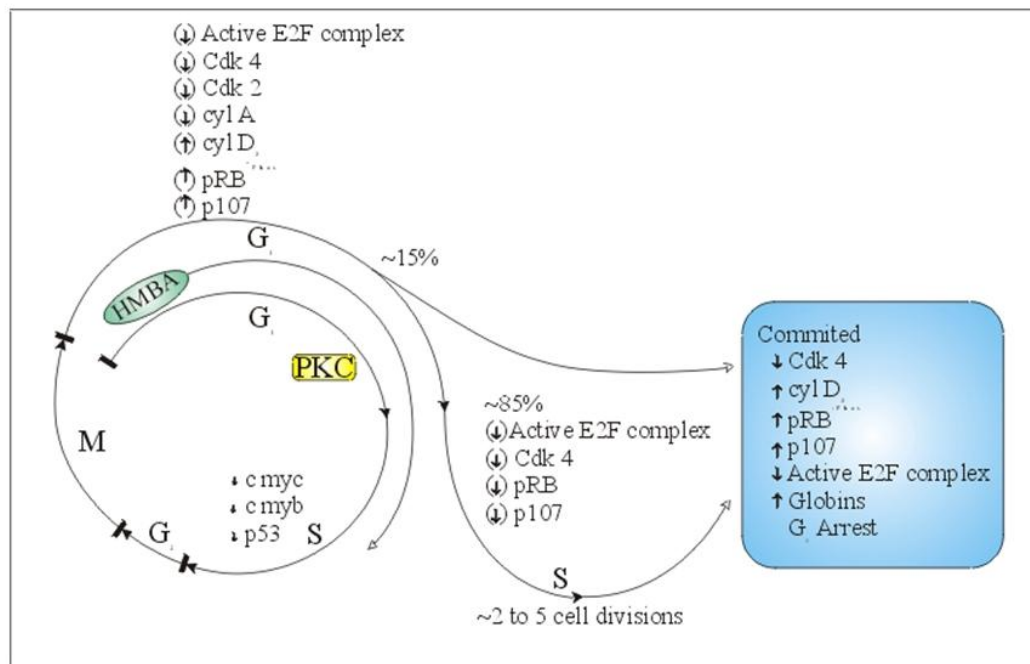 (↓) Active E2F complex
(↓) Cdk 4
(↓) Cdk 2
(↓) cyl A
(↑) cyl D
(↑) pRB
(↑) p107
G
~15%
HMBA
G
PKC
M
↓ c myc
↓ c myb
↓ p53
G
S
~85%
(↓)Active E2F complex
(↓) Cdk 4
(↓) pRB
(↓) p107
S
~2 to 5 cell divisions
Commited
↓ Cdk 4
↑ cyl D
↑ pRB
↑ p107
↓ Active E2F complex
↑ Globins
G Arrest